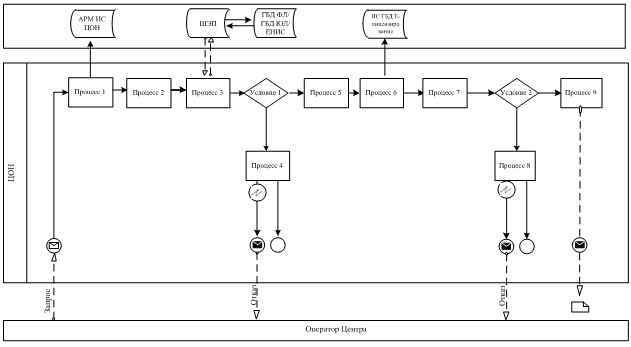 АРМ ИС
ЦОН
ШЭП
ГБД ФЛ/
ГБД ЮЛ/
ЕНИС
ИС ГБД Е-
лицензиро
вание
ЦОН
Процесс 1
Процесс 2
Процесс 3
Условие 1
Процесс 5
Процесс 6
Процесс 7
Условие 2
Процесс 9
Процесс 4
Процесс 8
Запрос
Отказ
Отказ
Оператор Центра